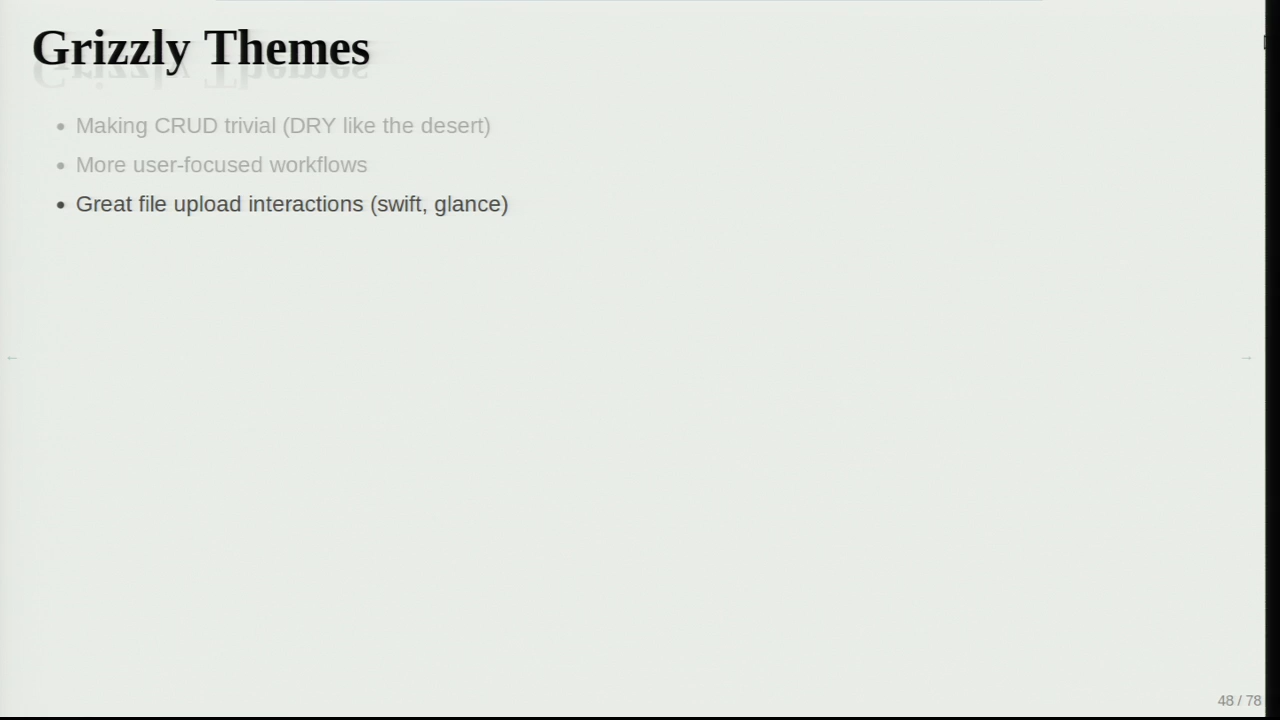 Grizzly Themes
• Making CRUD trivial (DRY like the desert)
• More user-focused workflows
• Great file upload interactions (swift, glance)
← →
48 / 78